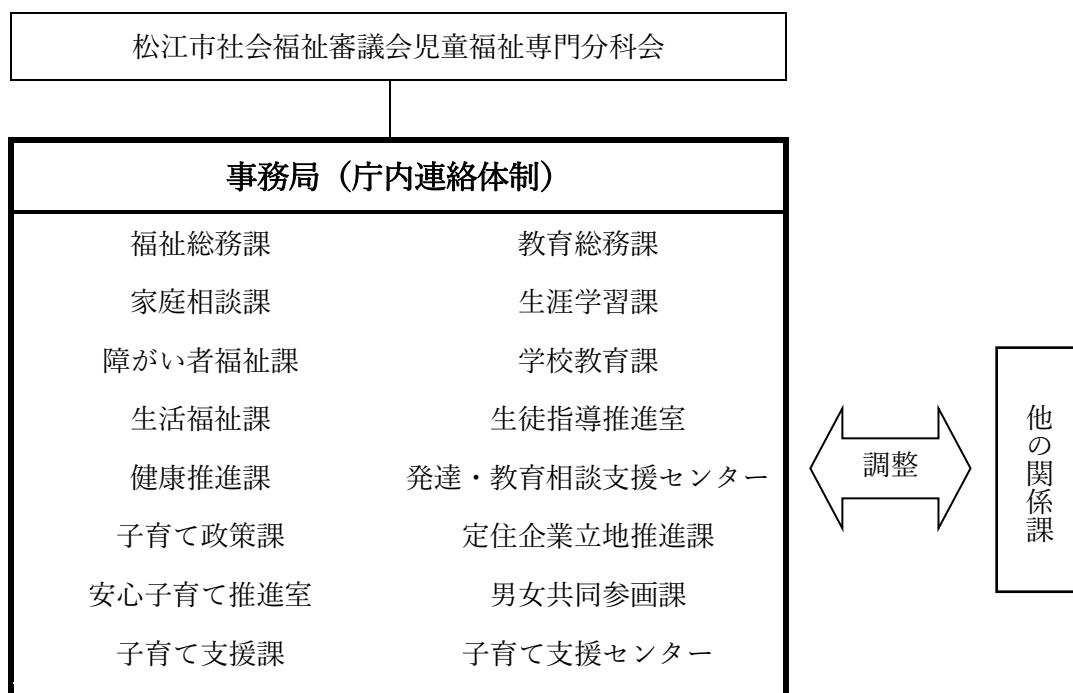 松江市社会福祉審議会児童福祉専門分科会
事務局（庁内連絡体制）
福祉総務課
家庭相談課
障がい者福祉課
生活福祉課
健康推進課
子育て政策課
安心子育て推進室
子育て支援課
教育総務課
生涯学習課
学校教育課
生徒指導推進室
発達・教育相談支援センター
定住企業立地推進課
男女共同参画課
子育て支援センター
調整
他の関係課